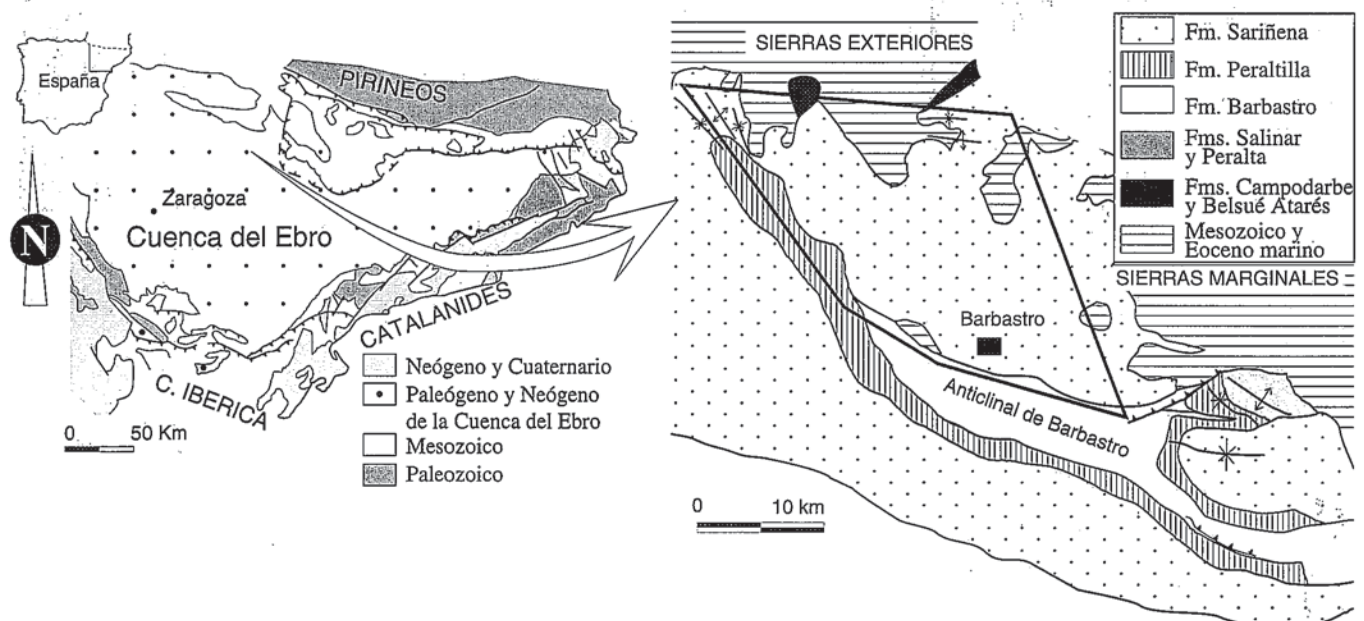 España
PIRINEOS
Zaragoza
Cuenca del Ebro
N
CATALANIDES
C. IBERICA
0 50 Km
Neógeno y Cuaternario
Paleógeno y Neógeno
de la Cuenca del Ebro
Mesozoico
Paleozoico
SIERRAS EXTERIORES
Fm. Sariñena
Fm. Peraltilla
Fm. Barbastro
Fms. Salinar
y Peralta
Fms. Campodarbe
y Belsué Atarés
Mesozoico y
Eoceno marino
SIERRAS MARGINALES
Barbastro
Anticlinal de Barbastro
0 10 km